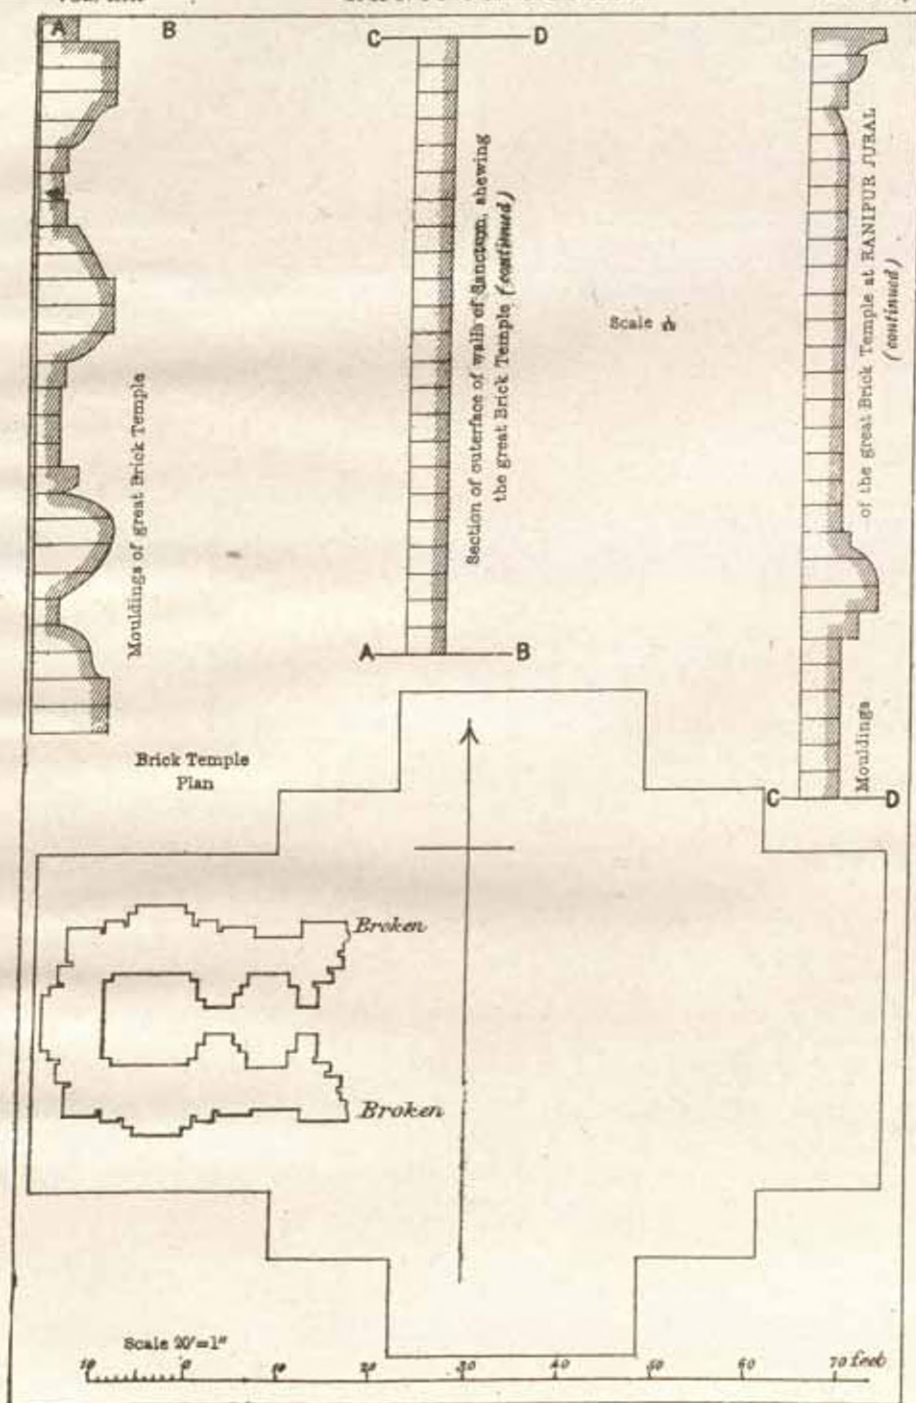 A
B
C
D
Mouldings of great Brick Temple
Section of outerface of walls of Sanctum, shewing
the great Brick Temple (continued)
Scale
of the great Brick Temple at RANIPUR JURAL
(continued)
Mouldings
A
B
C
D
Brick Temple
Plan
Broken
Broken
Scale 20'=1"
10 0 10 20 30 40 50 60 70 feet